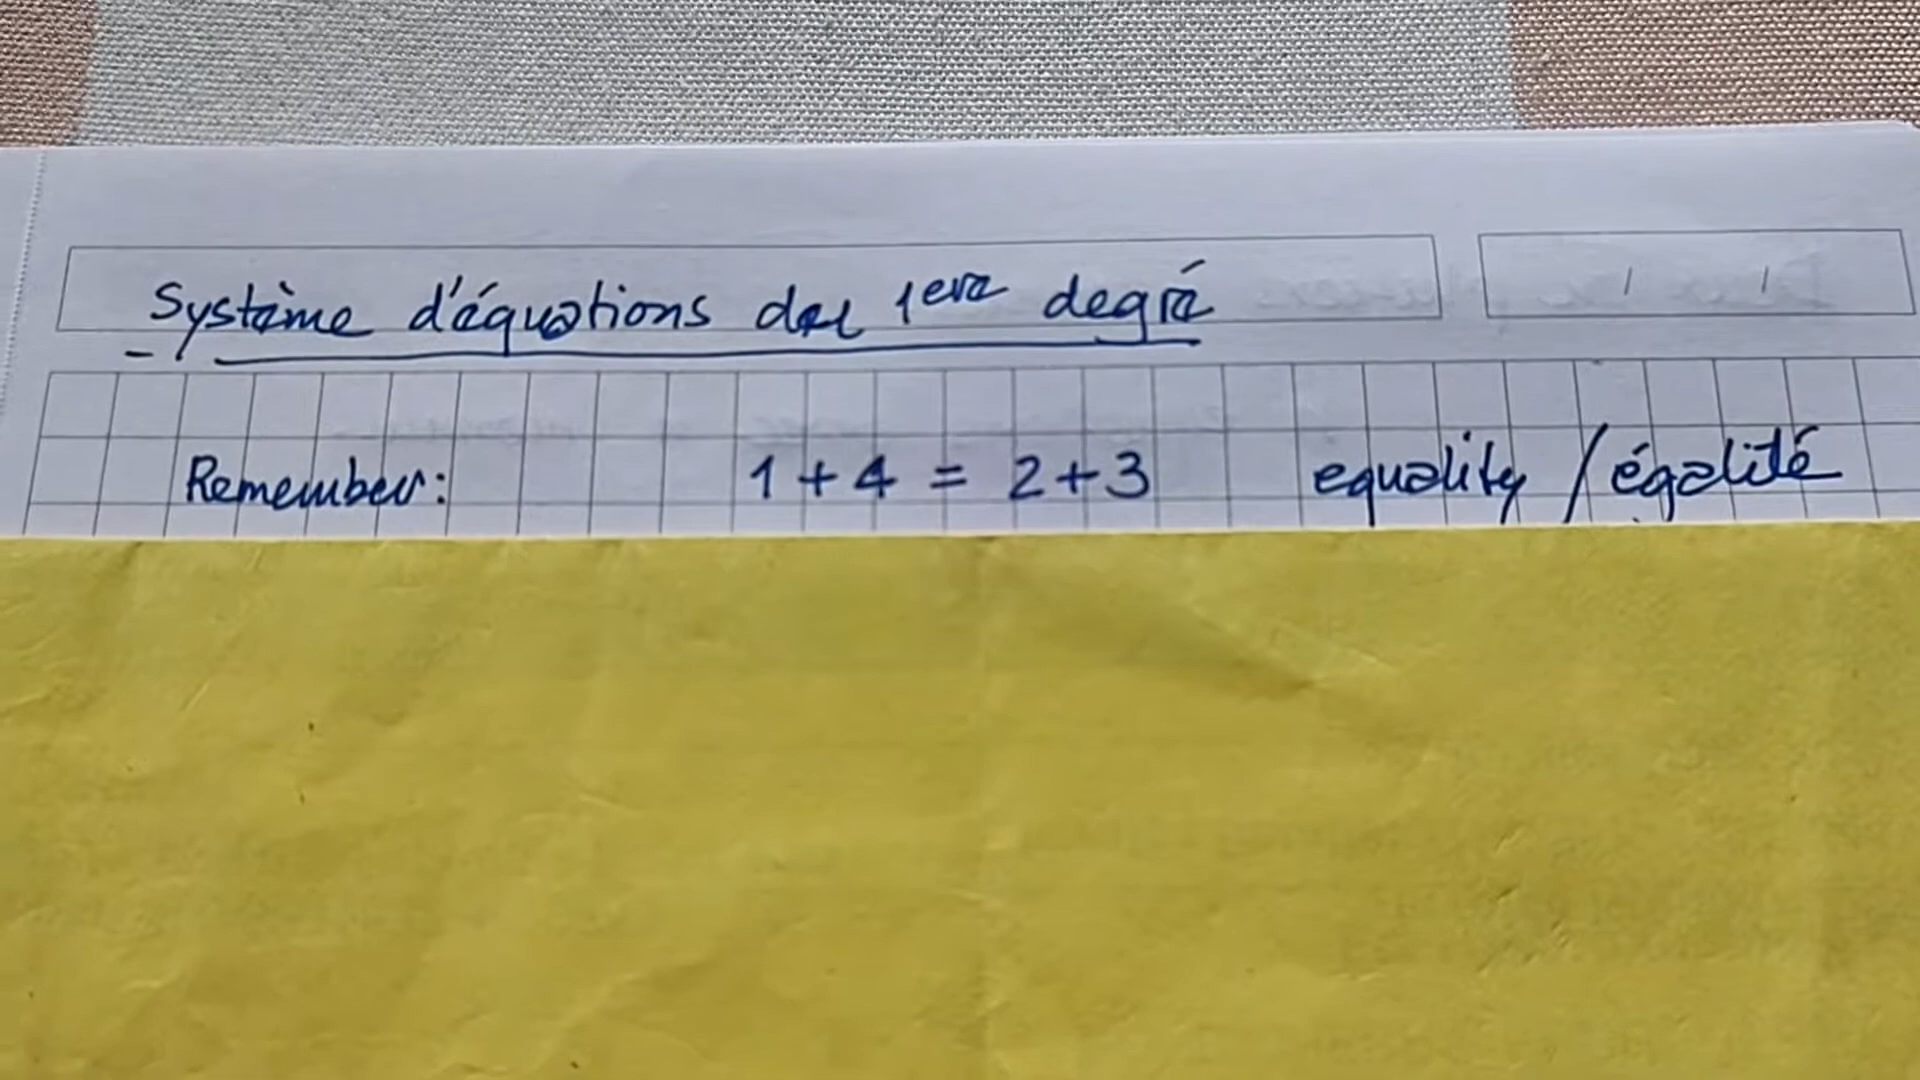 Système d'équations du 1ere degré
Remember: 1 + 4 = 2 + 3 equality / égalité